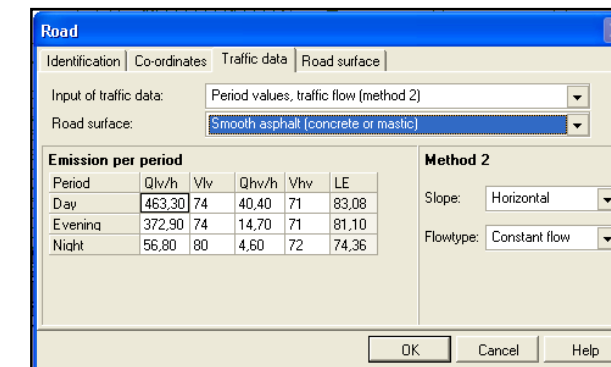 Road
Identification Co-ordinates Traffic data Road surface
Input of traffic data: Period values, traffic flow (method 2)
Road surface: Smooth asphalt (concrete or mastic)
Emission per period
Period Qlv/h Vlv Qhv/h Vhv LE
Day 463,30 74 40,40 71 83,08
Evening 372,90 74 14,70 71 81,10
Night 56,80 80 4,60 72 74,36
Method 2
Slope: Horizontal
Flowtype: Constant flow
OK Cancel Help